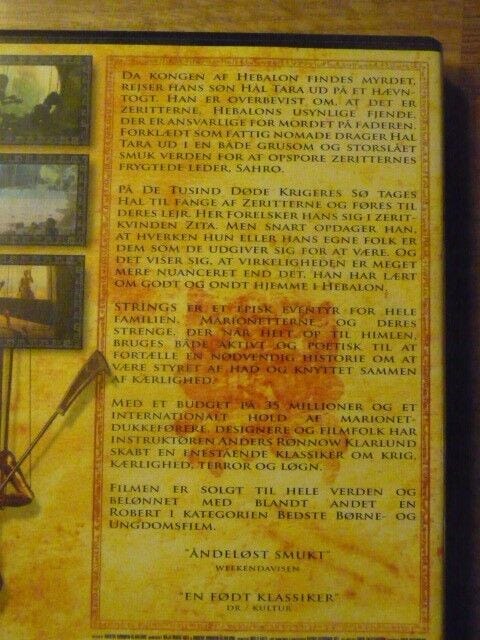 Da kongen af Hebalon findes myrdet,
rejser hans søn Hal Tara ud på et hævn-
togt. Han er overbevist om, at det er
Zeritterne, Hebalons usynlige fjende,
der er ansvarlige for mordet på faderen.
Forklædt som fattig nomade drager Hal
Tara ud i en både grusom og storslået
smuk verden for at opspore Zeritternes
frygtede leder, Sahro.
På De Tusind Døde Krigeres Sø tages
Hal til fange af Zeritterne og føres til
deres lejr. Her forelsker hans sig i Zerit-
kvinden Zita. Men snart opdager han,
at hverken hun eller hans egne folk er
dem som de udgiver sig for at være. Og
det viser sig, at virkeligheden er meget
mere nuanceret end det, han har lært
om godt og ondt hjemme i Hebalon.
STRINGS er et episk eventyr for hele
familien. Marionetterne og deres
strenge, der når helt op til himlen,
bruges både aktivt og poetisk til at
fortælle en nødvendig historie om at
være styret af had og knyttet sammen
af kærlighed.
Med et budget på 35 millioner og et
internationalt hold af marionet-
dukkeførere, designere og filmfolk har
instruktøren Anders Rønnow Klarlund
skabt en enestående klassiker om krig,
kærlighed, terror og løgn.
Filmen er solgt til hele verden og
belønnet med blandt andet en
Robert i kategorien Bedste Børne- og
Ungdomsfilm.
"ÅNDELØST SMUKT"
WEEKENDAVISEN
"EN FØDT KLASSIKER"
DR / KULTUR